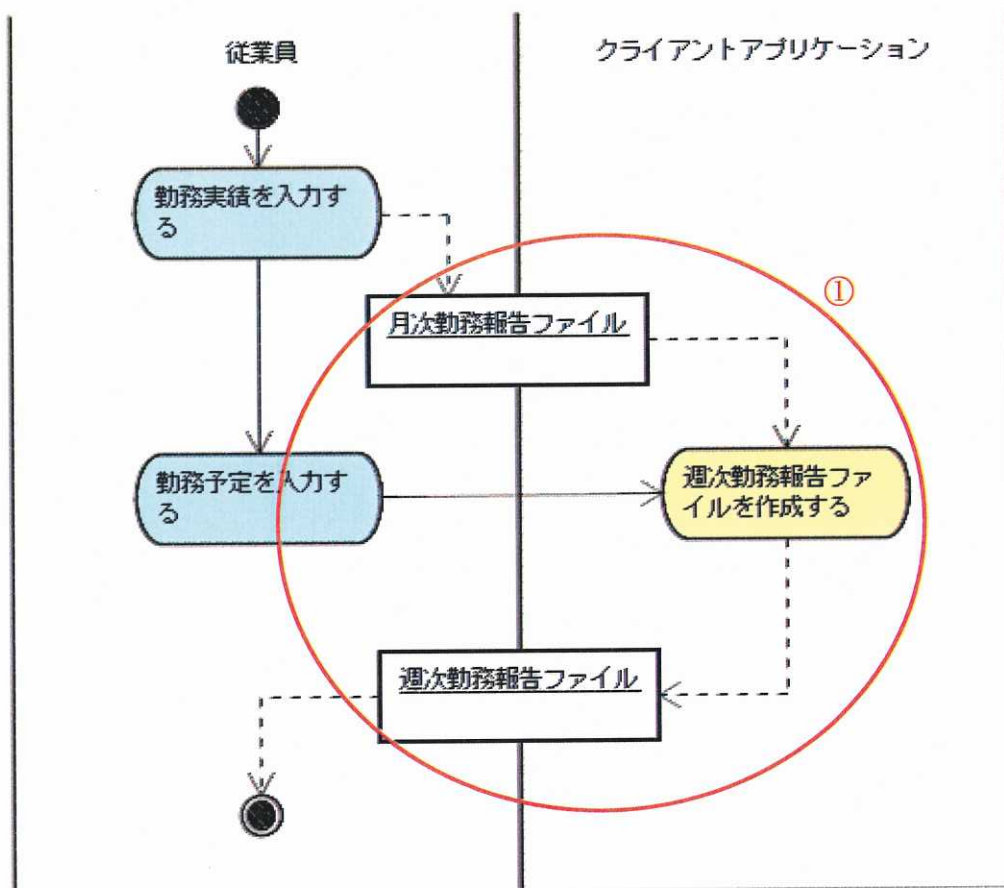 従業員
クライアントアプリケーション
勤務実績を入力す
る
①
月次勤務報告ファイル
勤務予定を入力す
る
週次勤務報告ファ
イルを作成する
週次勤務報告ファイル